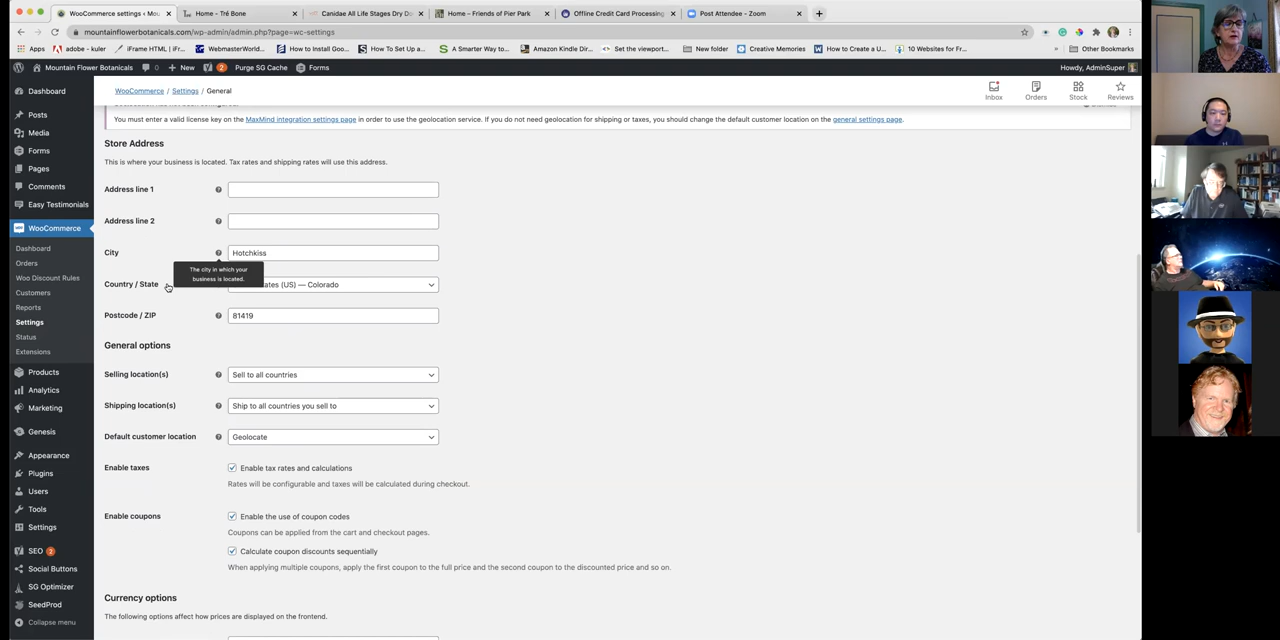 WooCommerce settings ‹ Mou
Home - Tré Bone
Canidae All Life Stages Dry Do
Home – Friends of Pier Park
Offline Credit Card Processing
Post Attendee - Zoom
mountainflowerbotanicals.com/wp-admin/admin.php?page=wc-settings
Apps
adobe - kuler
iFrame HTML | iFr...
WebmasterWorld...
How to Install Goo...
How To Set Up a...
A Smarter Way to...
Amazon Kindle Dir...
Set the viewport...
New folder
Creative Memories
How to Create a U...
10 Websites for Fr...
Other Bookmarks
Mountain Flower Botanicals
0
+ New
2
Purge SG Cache
Forms
Howdy, AdminSuper
WooCommerce / Settings / General
Inbox
Orders
Stock
Reviews
You must enter a valid license key on the MaxMind integration settings page in order to use the geolocation service. If you do not need geolocation for shipping or taxes, you should change the default customer location on the general settings page.
Dashboard
Posts
Media
Forms
Pages
Comments
Easy Testimonials
WooCommerce
Dashboard
Orders
Woo Discount Rules
Customers
Reports
Settings
Status
Extensions
Products
Analytics
Marketing
Genesis
Appearance
Plugins
Users
Tools
Settings
SEO 2
Social Buttons
SG Optimizer
SeedProd
Collapse menu
Store Address
This is where your business is located. Tax rates and shipping rates will use this address.
Address line 1
Address line 2
City
Hotchkiss
The city in which your
business is located.
Country / State
(US) — Colorado
Postcode / ZIP
81419
General options
Selling location(s)
Sell to all countries
Shipping location(s)
Ship to all countries you sell to
Default customer location
Geolocate
Enable taxes
Enable tax rates and calculations
Rates will be configurable and taxes will be calculated during checkout.
Enable coupons
Enable the use of coupon codes
Coupons can be applied from the cart and checkout pages.
Calculate coupon discounts sequentially
When applying multiple coupons, apply the first coupon to the full price and the second coupon to the discounted price and so on.
Currency options
The following options affect how prices are displayed on the frontend.